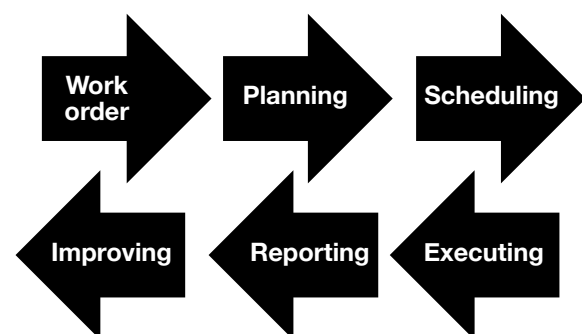 Work
order
Planning
Scheduling
Improving
Reporting
Executing